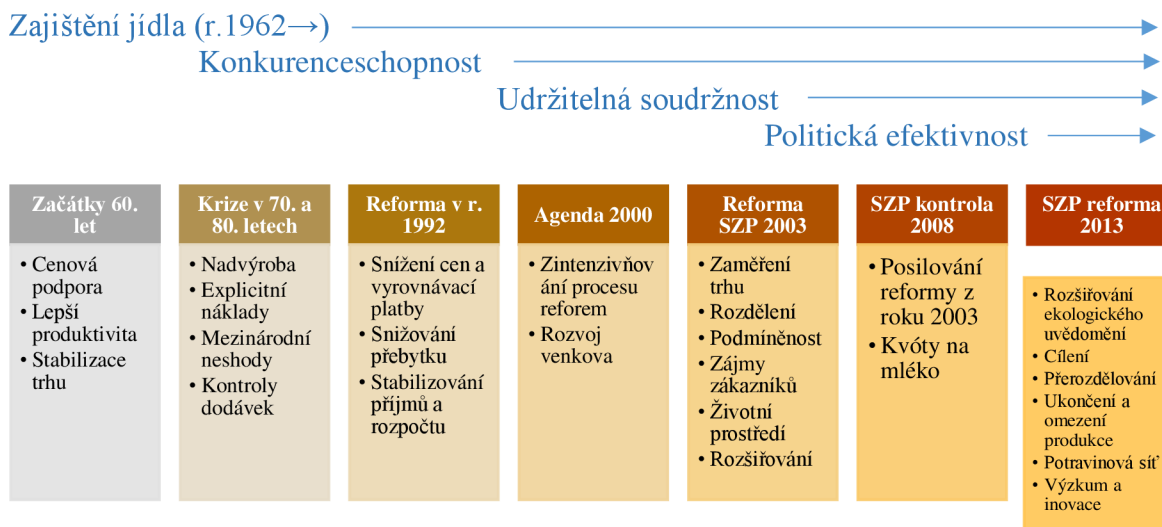 Zajištění jídla (r.1962→)
Konkurenceschopnost
Udržitelná soudržnost
Politická efektivnost
Začátky 60.
let
• Cenová
podpora
• Lepší
produktivita
• Stabilizace
trhu
Krize v 70. a
80. letech
• Nadvýroba
• Explicitní
náklady
• Mezinárodní
neshody
• Kontroly
dodávek
Reforma v r.
1992
• Snížení cen a
vyrovnávací
platby
• Snižování
přebytku
• Stabilizování
příjmů a
rozpočtu
Agenda 2000
• Zintenzivňov
ání procesu
reforem
• Rozvoj
venkova
Reforma
SZP 2003
• Zaměření
trhu
• Rozdělení
• Podmíněnost
• Zájmy
zákazníků
• Životní
prostředí
• Rozšiřování
SZP kontrola
2008
• Posilování
reformy z
roku 2003
• Kvóty na
mléko
SZP reforma
2013
• Rozšiřování
ekologického
uvědomění
• Cílení
• Přerozdělování
• Ukončení a
omezení
produkce
• Potravinová síť
• Výzkum a
inovace